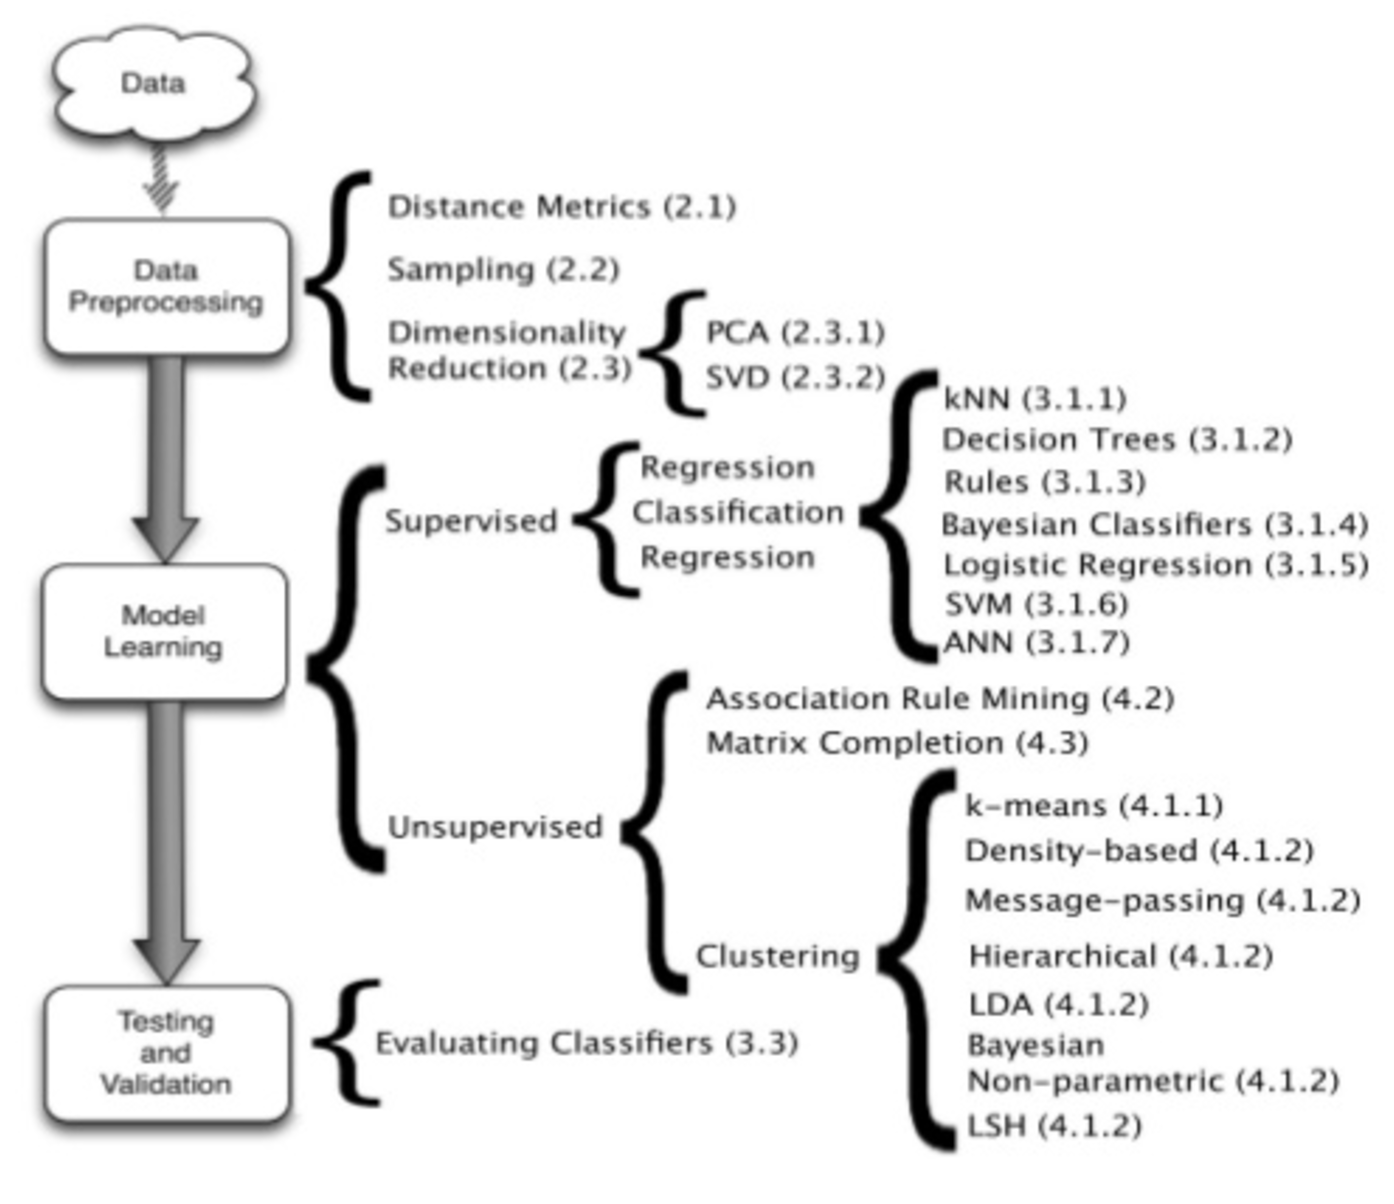 Data
Data
Preprocessing
Distance Metrics (2.1)
Sampling (2.2)
Dimensionality
Reduction (2.3)
PCA (2.3.1)
SVD (2.3.2)
Model
Learning
Supervised
Regression
Classification
Regression
kNN (3.1.1)
Decision Trees (3.1.2)
Rules (3.1.3)
Bayesian Classifiers (3.1.4)
Logistic Regression (3.1.5)
SVM (3.1.6)
ANN (3.1.7)
Unsupervised
Association Rule Mining (4.2)
Matrix Completion (4.3)
Clustering
k-means (4.1.1)
Density-based (4.1.2)
Message-passing (4.1.2)
Hierarchical (4.1.2)
LDA (4.1.2)
Bayesian
Non-parametric (4.1.2)
LSH (4.1.2)
Testing
and
Validation
Evaluating Classifiers (3.3)